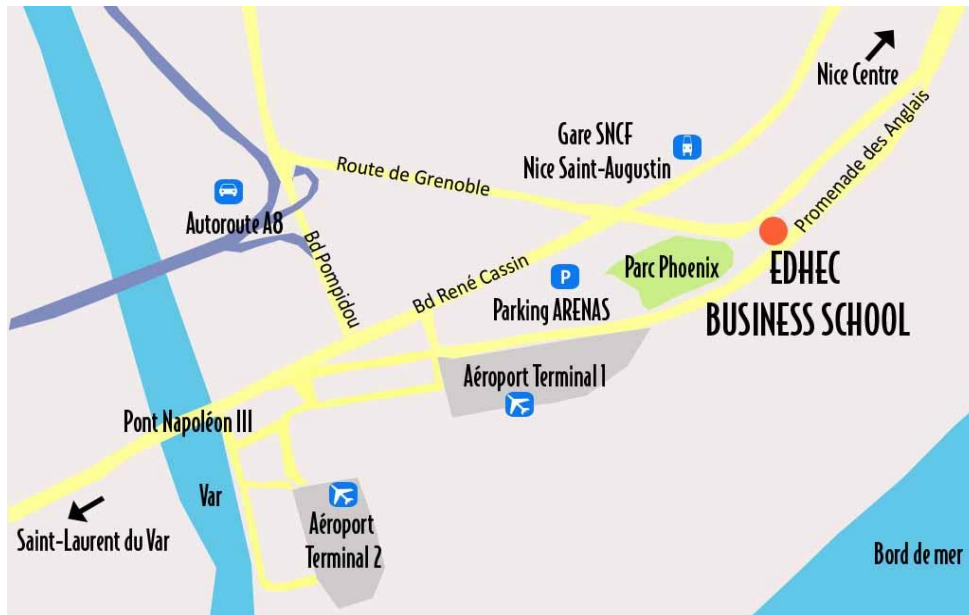 Nice Centre
Gare SNCF
Nice Saint-Augustin
Promenade des Anglais
Route de Grenoble
Autoroute A8
Bd Pompidou
Bd René Cassin
P
Parking ARENAS
Parc Phoenix
EDHEC
BUSINESS SCHOOL
Aéroport Terminal 1
Pont Napoléon III
Var
Aéroport
Terminal 2
Saint-Laurent du Var
Bord de mer